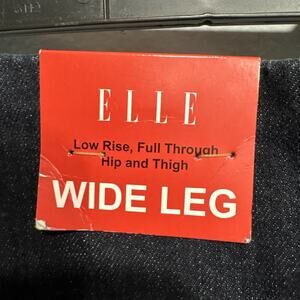 ELLE
Low Rise, Full Through
Hip and Thigh
WIDE LEG